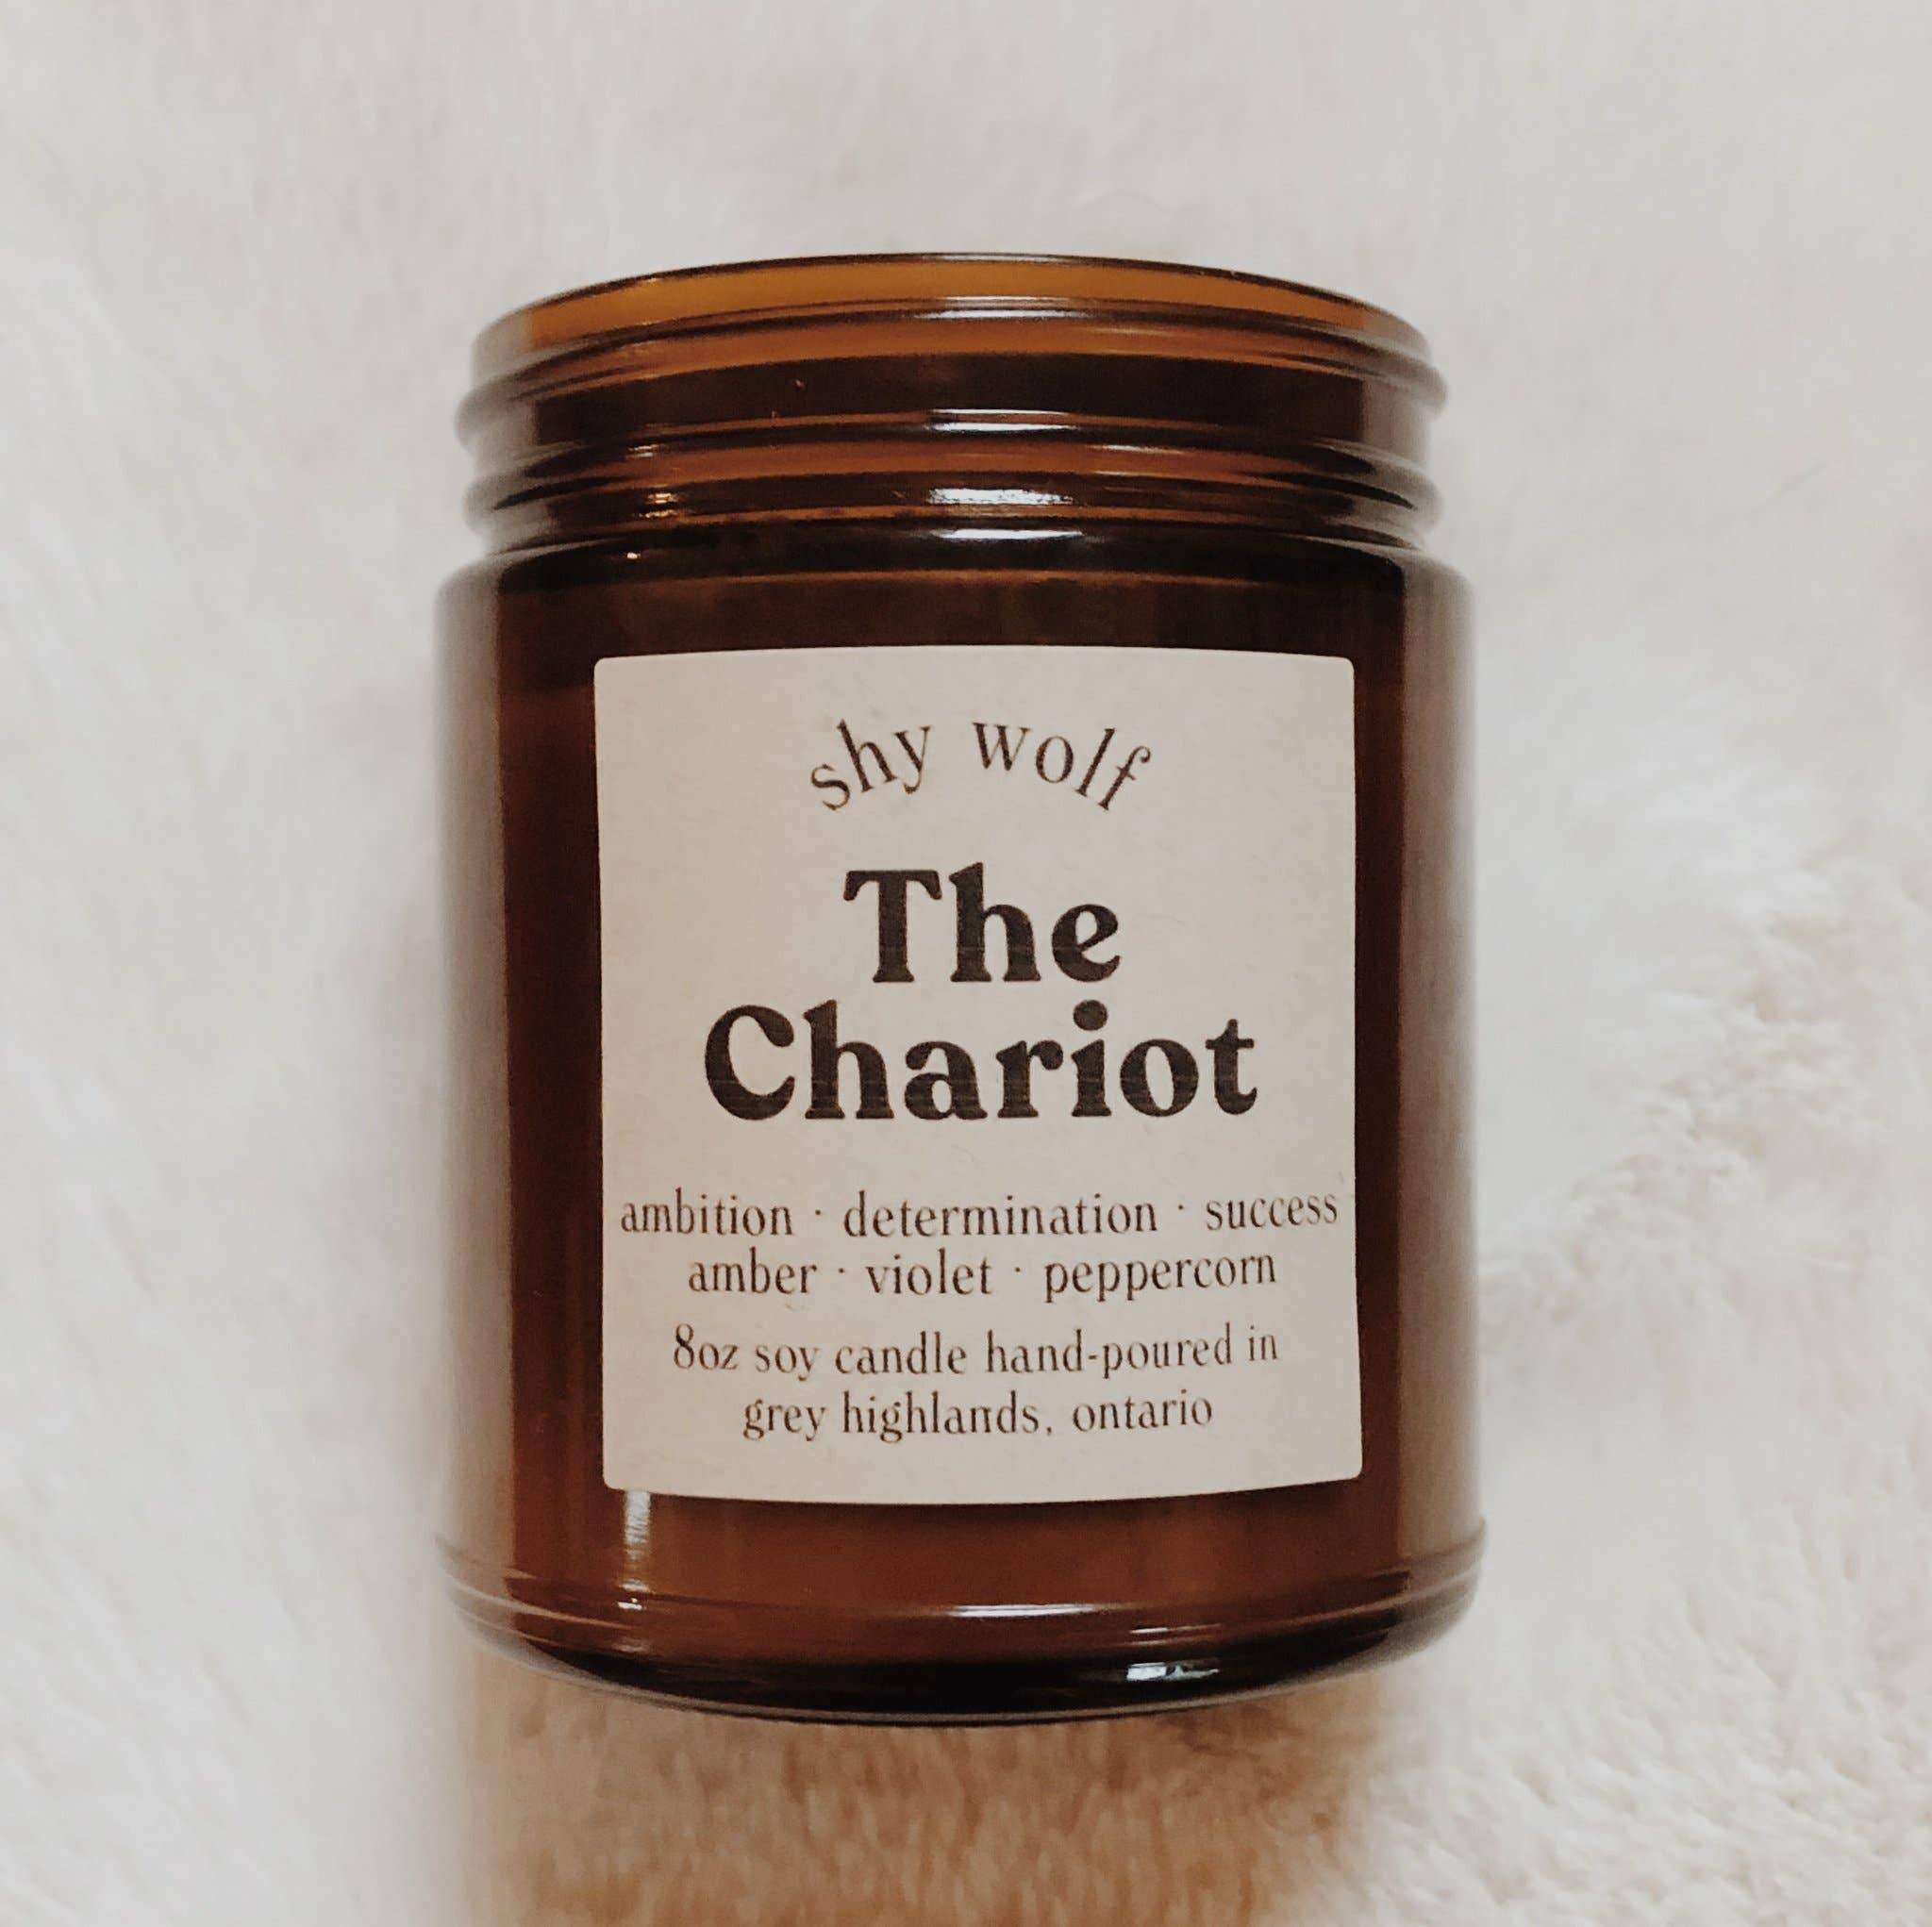 shy wolf
The
Chariot
ambition · determination · success
amber · violet · peppercorn
8oz soy candle hand-poured in
grey highlands, ontario